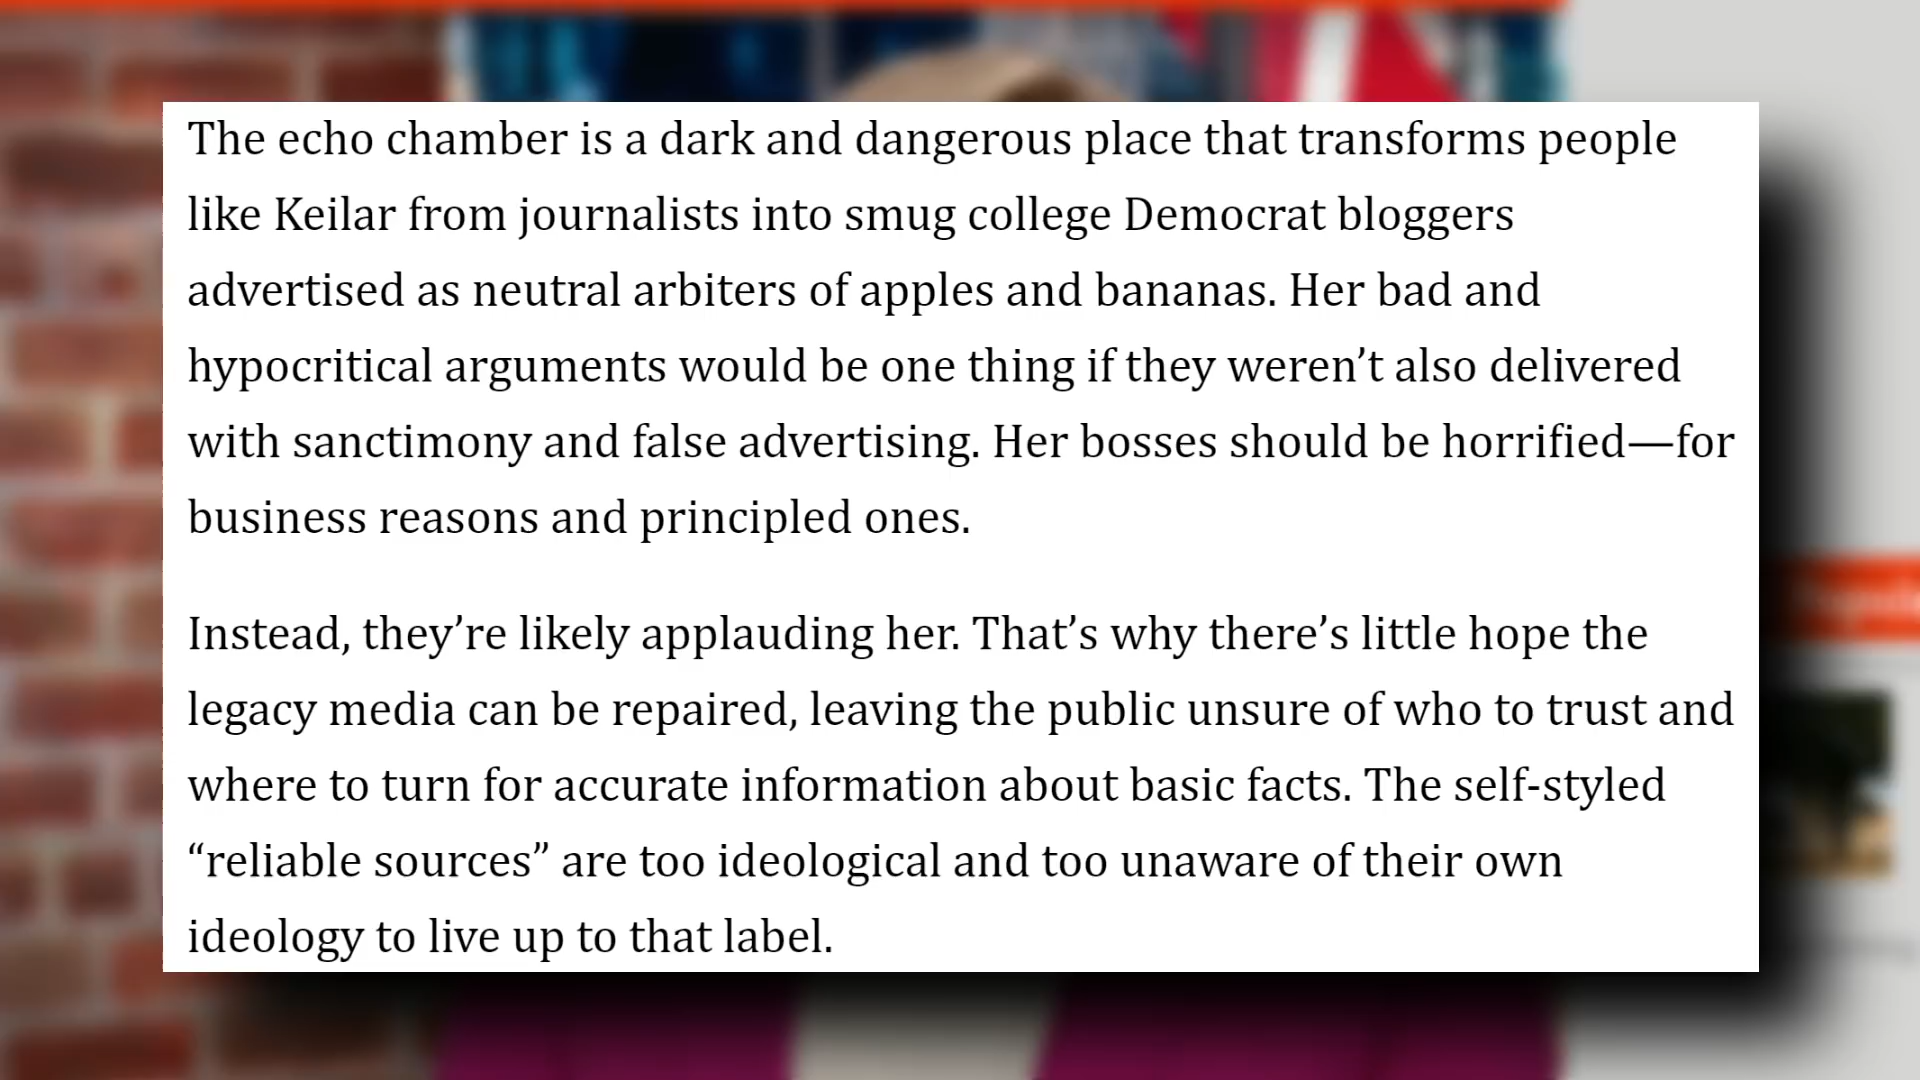 The echo chamber is a dark and dangerous place that transforms people
like Keilar from journalists into smug college Democrat bloggers
advertised as neutral arbiters of apples and bananas. Her bad and
hypocritical arguments would be one thing if they weren’t also delivered
with sanctimony and false advertising. Her bosses should be horrified—for
business reasons and principled ones.
Instead, they’re likely applauding her. That’s why there’s little hope the
legacy media can be repaired, leaving the public unsure of who to trust and
where to turn for accurate information about basic facts. The self-styled
“reliable sources” are too ideological and too unaware of their own
ideology to live up to that label.